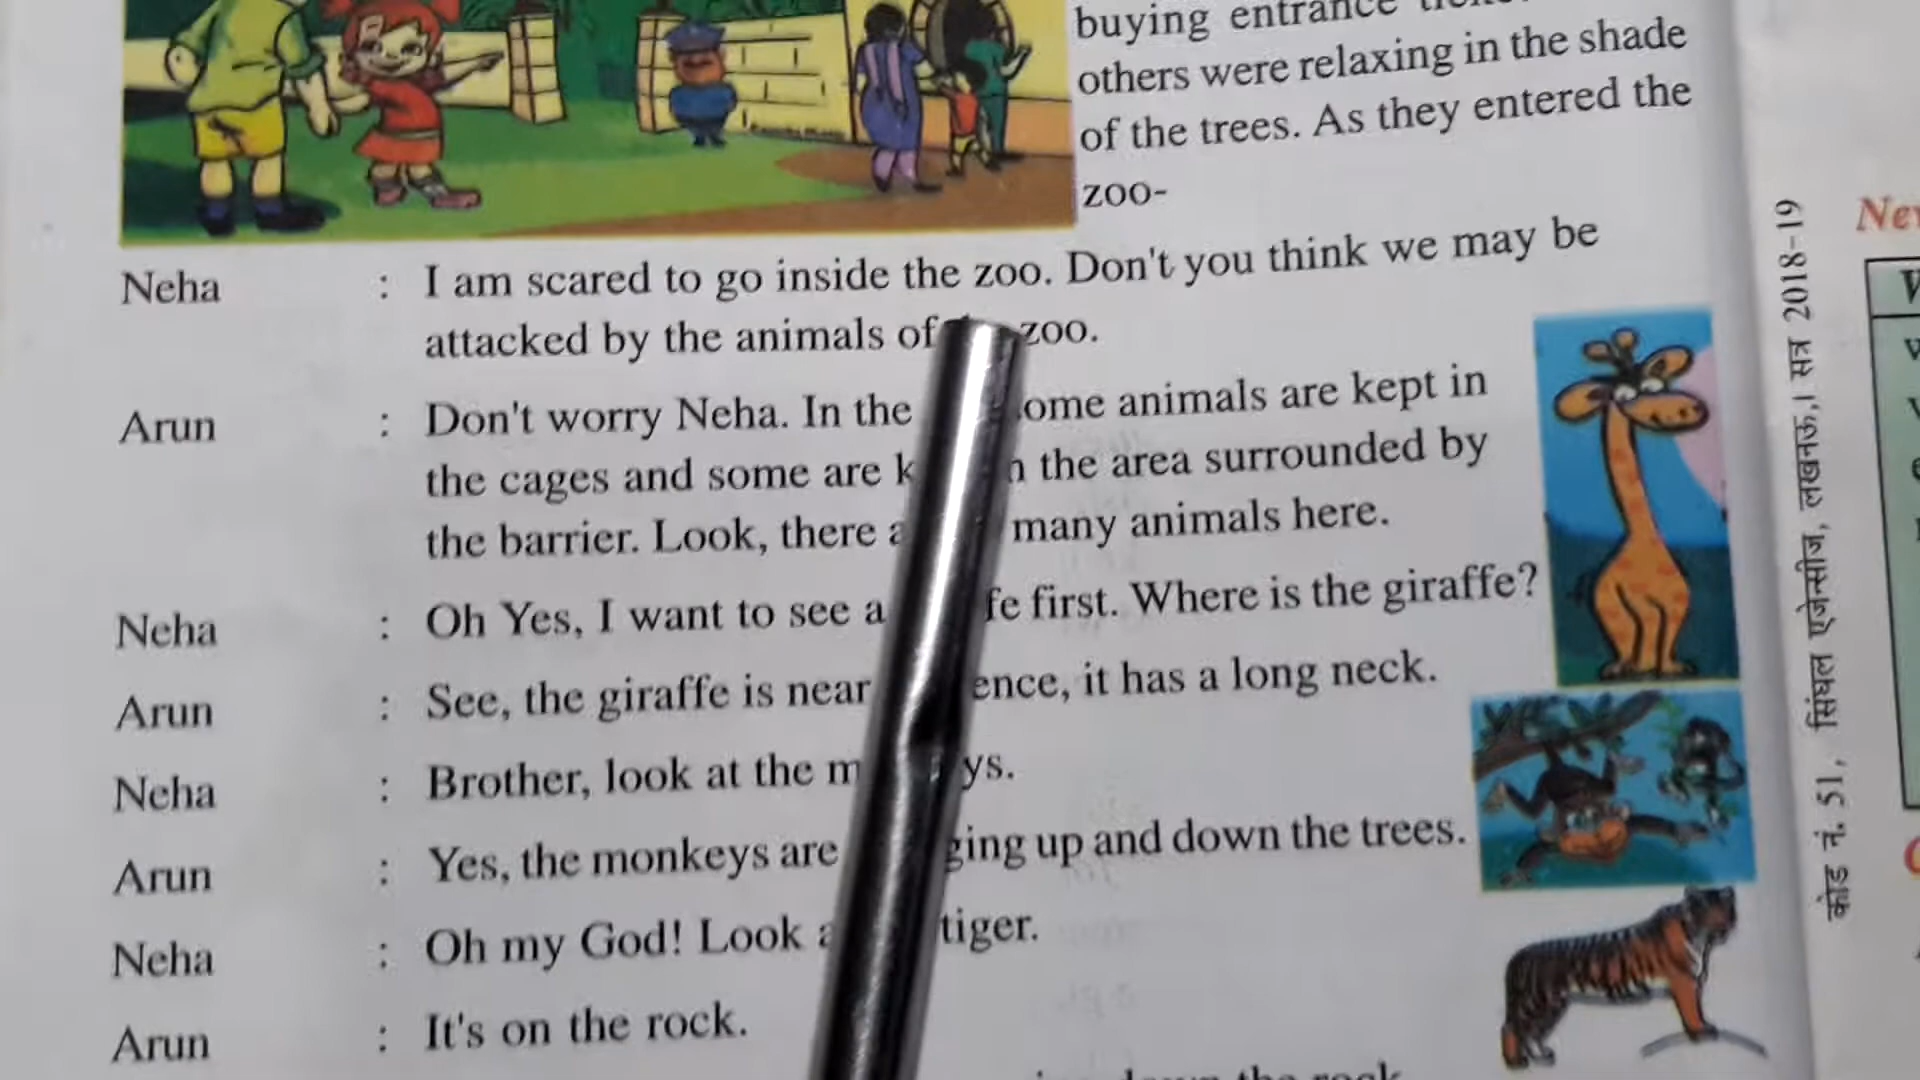 buying entrance
others were relaxing in the shade
of the trees. As they entered the
zoo-
Neha : I am scared to go inside the zoo. Don't you think we may be
attacked by the animals of zoo.
Arun : Don't worry Neha. In the some animals are kept in
the cages and some are the area surrounded by
the barrier. Look, there many animals here.
Neha : Oh Yes, I want to see a first. Where is the giraffe?
Arun : See, the giraffe is near it has a long neck.
Neha : Brother, look at the
Arun : Yes, the monkeys are up and down the trees.
Neha : Oh my God! Look tiger.
Arun : It's on the rock.
down the rock
कोड नं. 51, सिंघल एजेन्सीज, लखनऊ, । सत्र 2018-19